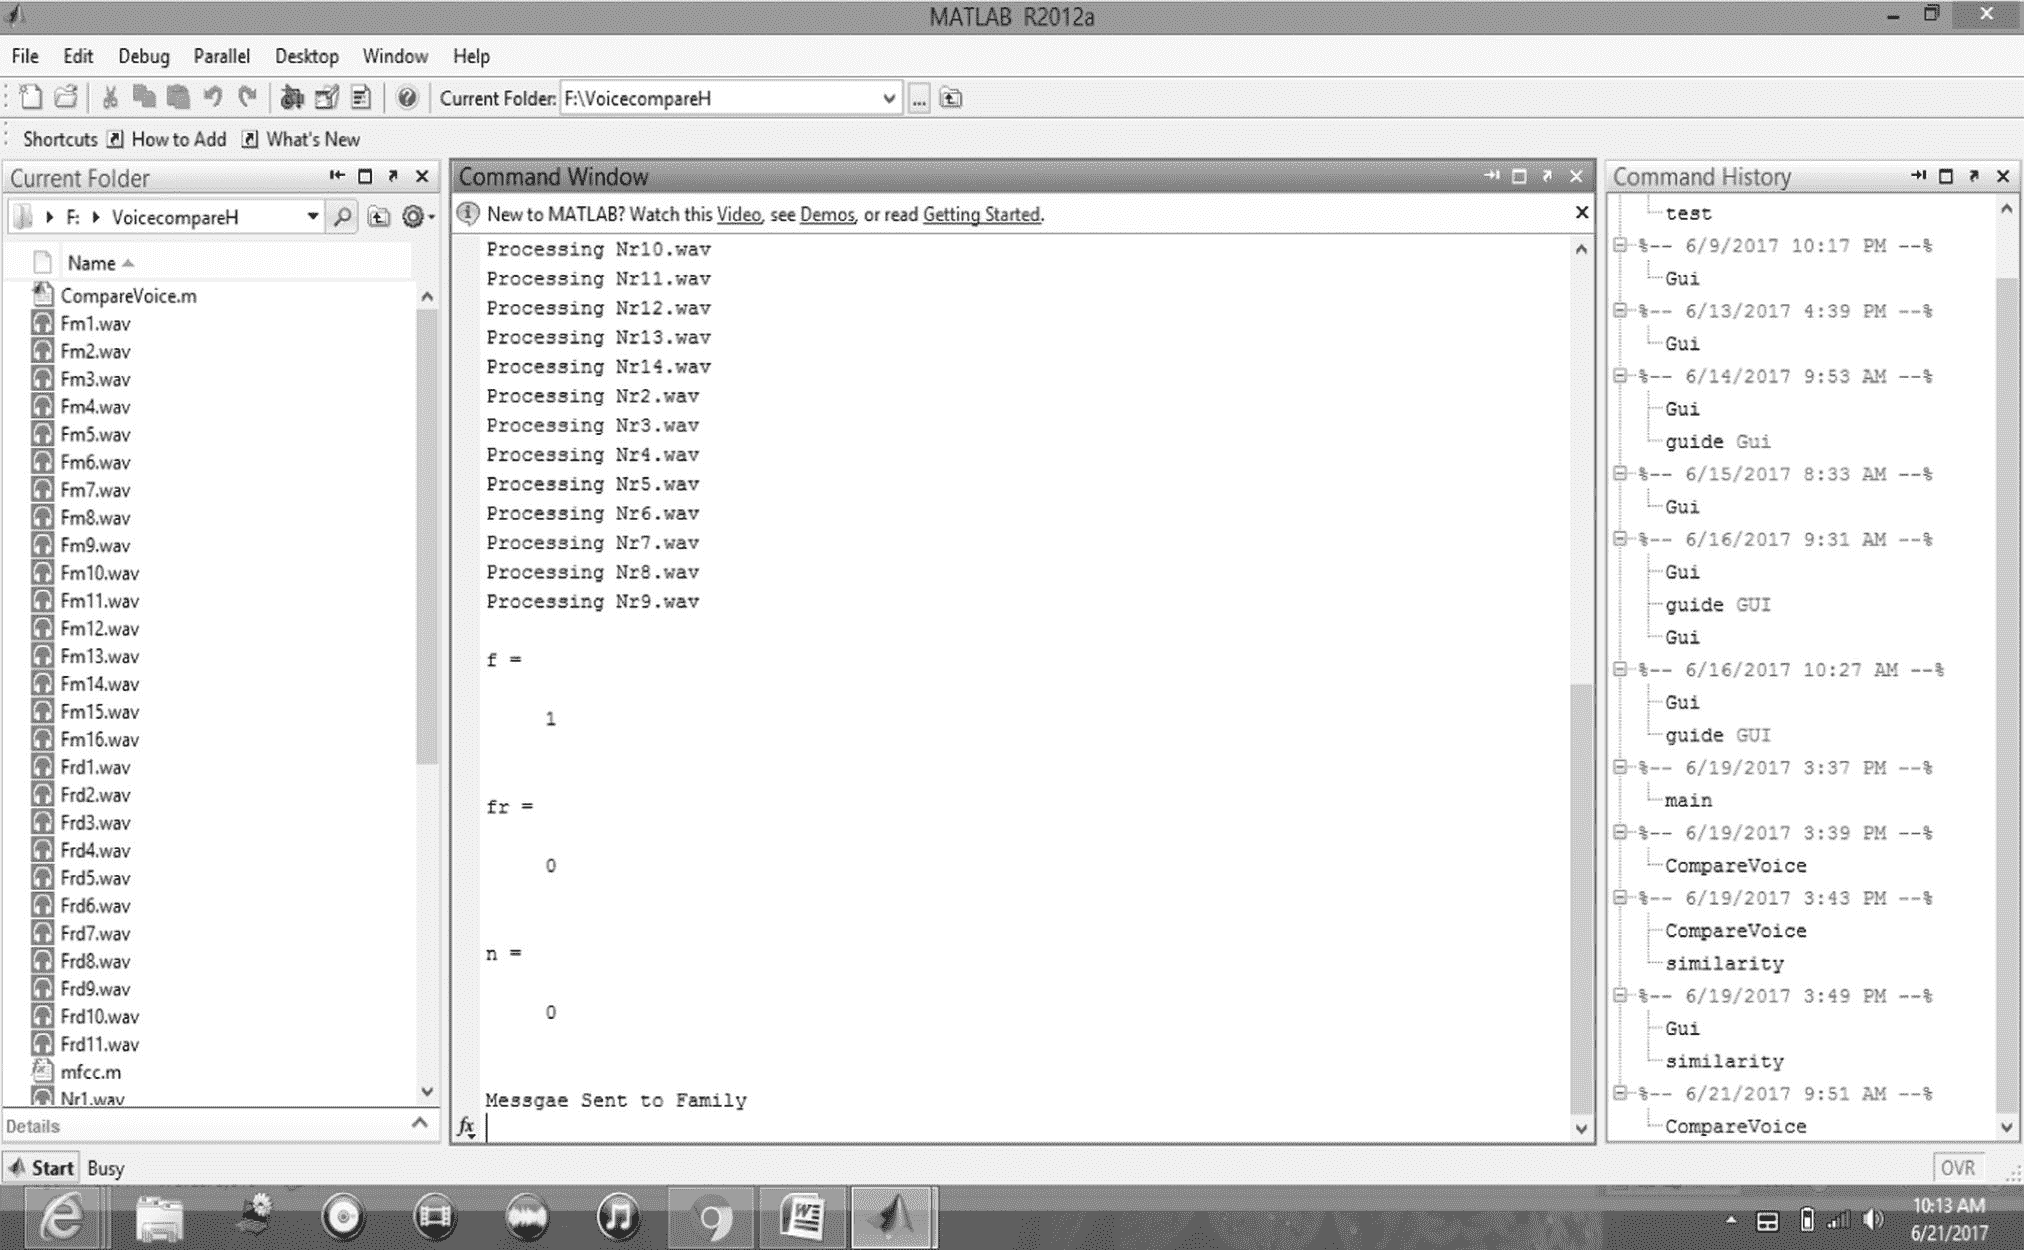 MATLAB R2012a
File Edit Debug Parallel Desktop Window Help
Current Folder: F:\VoicecompareH ...
Shortcuts How to Add What's New
Current Folder
F: VoicecompareH
Name
CompareVoice.m
Fm1.wav
Fm2.wav
Fm3.wav
Fm4.wav
Fm5.wav
Fm6.wav
Fm7.wav
Fm8.wav
Fm9.wav
Fm10.wav
Fm11.wav
Fm12.wav
Fm13.wav
Fm14.wav
Fm15.wav
Fm16.wav
Frd1.wav
Frd2.wav
Frd3.wav
Frd4.wav
Frd5.wav
Frd6.wav
Frd7.wav
Frd8.wav
Frd9.wav
Frd10.wav
Frd11.wav
mfcc.m
Nr1.wav
Details
Command Window
New to MATLAB? Watch this Video, see Demos, or read Getting Started.
Processing Nr10.wav
Processing Nr11.wav
Processing Nr12.wav
Processing Nr13.wav
Processing Nr14.wav
Processing Nr2.wav
Processing Nr3.wav
Processing Nr4.wav
Processing Nr5.wav
Processing Nr6.wav
Processing Nr7.wav
Processing Nr8.wav
Processing Nr9.wav
f =
1
fr =
0
n =
0
Messgae Sent to Family
fx
Command History
test
%-- 6/9/2017 10:17 PM --%
Gui
%-- 6/13/2017 4:39 PM --%
Gui
%-- 6/14/2017 9:53 AM --%
Gui
guide Gui
%-- 6/15/2017 8:33 AM --%
Gui
%-- 6/16/2017 9:31 AM --%
Gui
guide GUI
Gui
%-- 6/16/2017 10:27 AM --%
Gui
guide GUI
%-- 6/19/2017 3:37 PM --%
main
%-- 6/19/2017 3:39 PM --%
CompareVoice
%-- 6/19/2017 3:43 PM --%
CompareVoice
similarity
%-- 6/19/2017 3:49 PM --%
Gui
similarity
%-- 6/21/2017 9:51 AM --%
CompareVoice
Start Busy
OVR
10:13 AM
6/21/2017